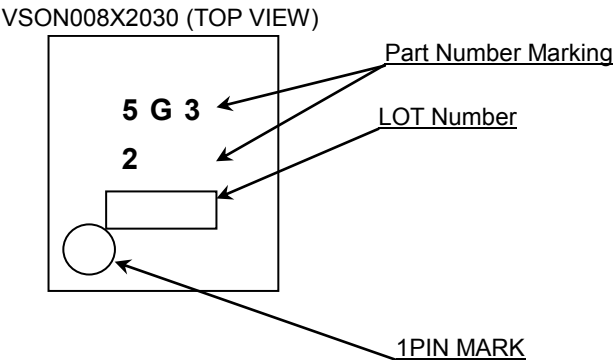 VSON008X2030 (TOP VIEW)
Part Number Marking
5 G 3
LOT Number
2
1PIN MARK